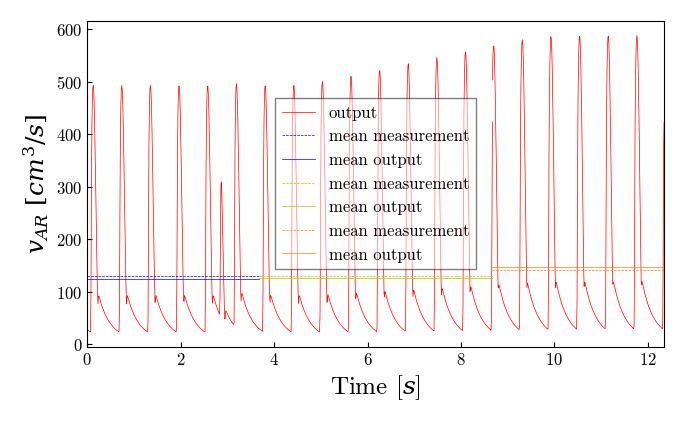 600
500
400
300
200
100
0
v_AR [cm^3/s]
output
mean measurement
mean output
mean measurement
mean output
mean measurement
mean output
0 2 4 6 8 10 12
Time [s]